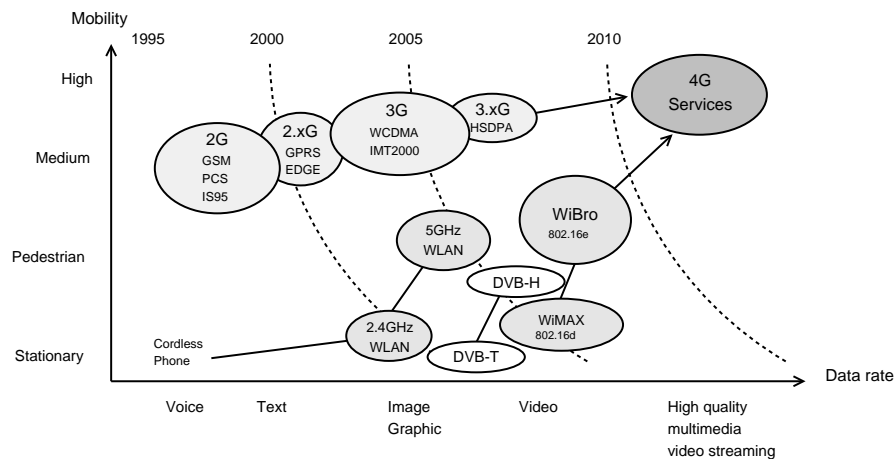 Mobility
1995 2000 2005 2010
High
4G
Services
3G
WCDMA
IMT2000
3.xG
HSDPA
2.xG
GPRS
EDGE
2G
GSM
PCS
IS95
Medium
WiBro
802.16e
5GHz
WLAN
Pedestrian
DVB-H
2.4GHz
WLAN
WiMAX
802.16d
Cordless
Phone
DVB-T
Stationary
Data rate
Voice Text Image Video High quality
Graphic multimedia
video streaming